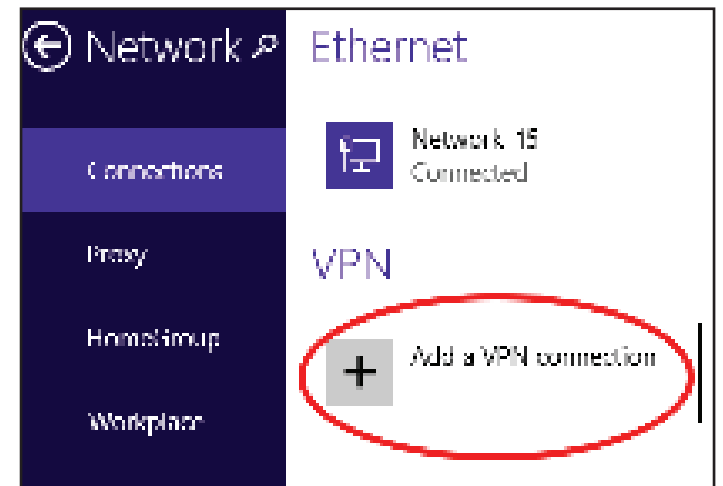 Network
Connections
Proxy
HomeGroup
Workplace
Ethernet
Network 15
Connected
VPN
Add a VPN connection